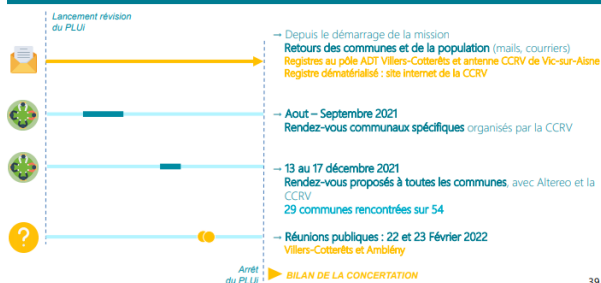 Lancement révision
du PLUi
→ Depuis le démarrage de la mission
Retours des communes et de la population (mails, courriers)
Registres au pôle ADT Villers-Cotterêts et antenne CCRV de Vic-sur-Aisne
Registre dématérialisé : site internet de la CCRV
→ Aout – Septembre 2021
Rendez-vous communaux spécifiques organisés par la CCRV
→ 13 au 17 décembre 2021
Rendez-vous proposés à toutes les communes, avec Altereo et la
CCRV
29 communes rencontrées sur 54
?
→ Réunions publiques : 22 et 23 Février 2022
Villers-Cotterêts et Ambleny
Arrêt
du PLUi
BILAN DE LA CONCERTATION
39